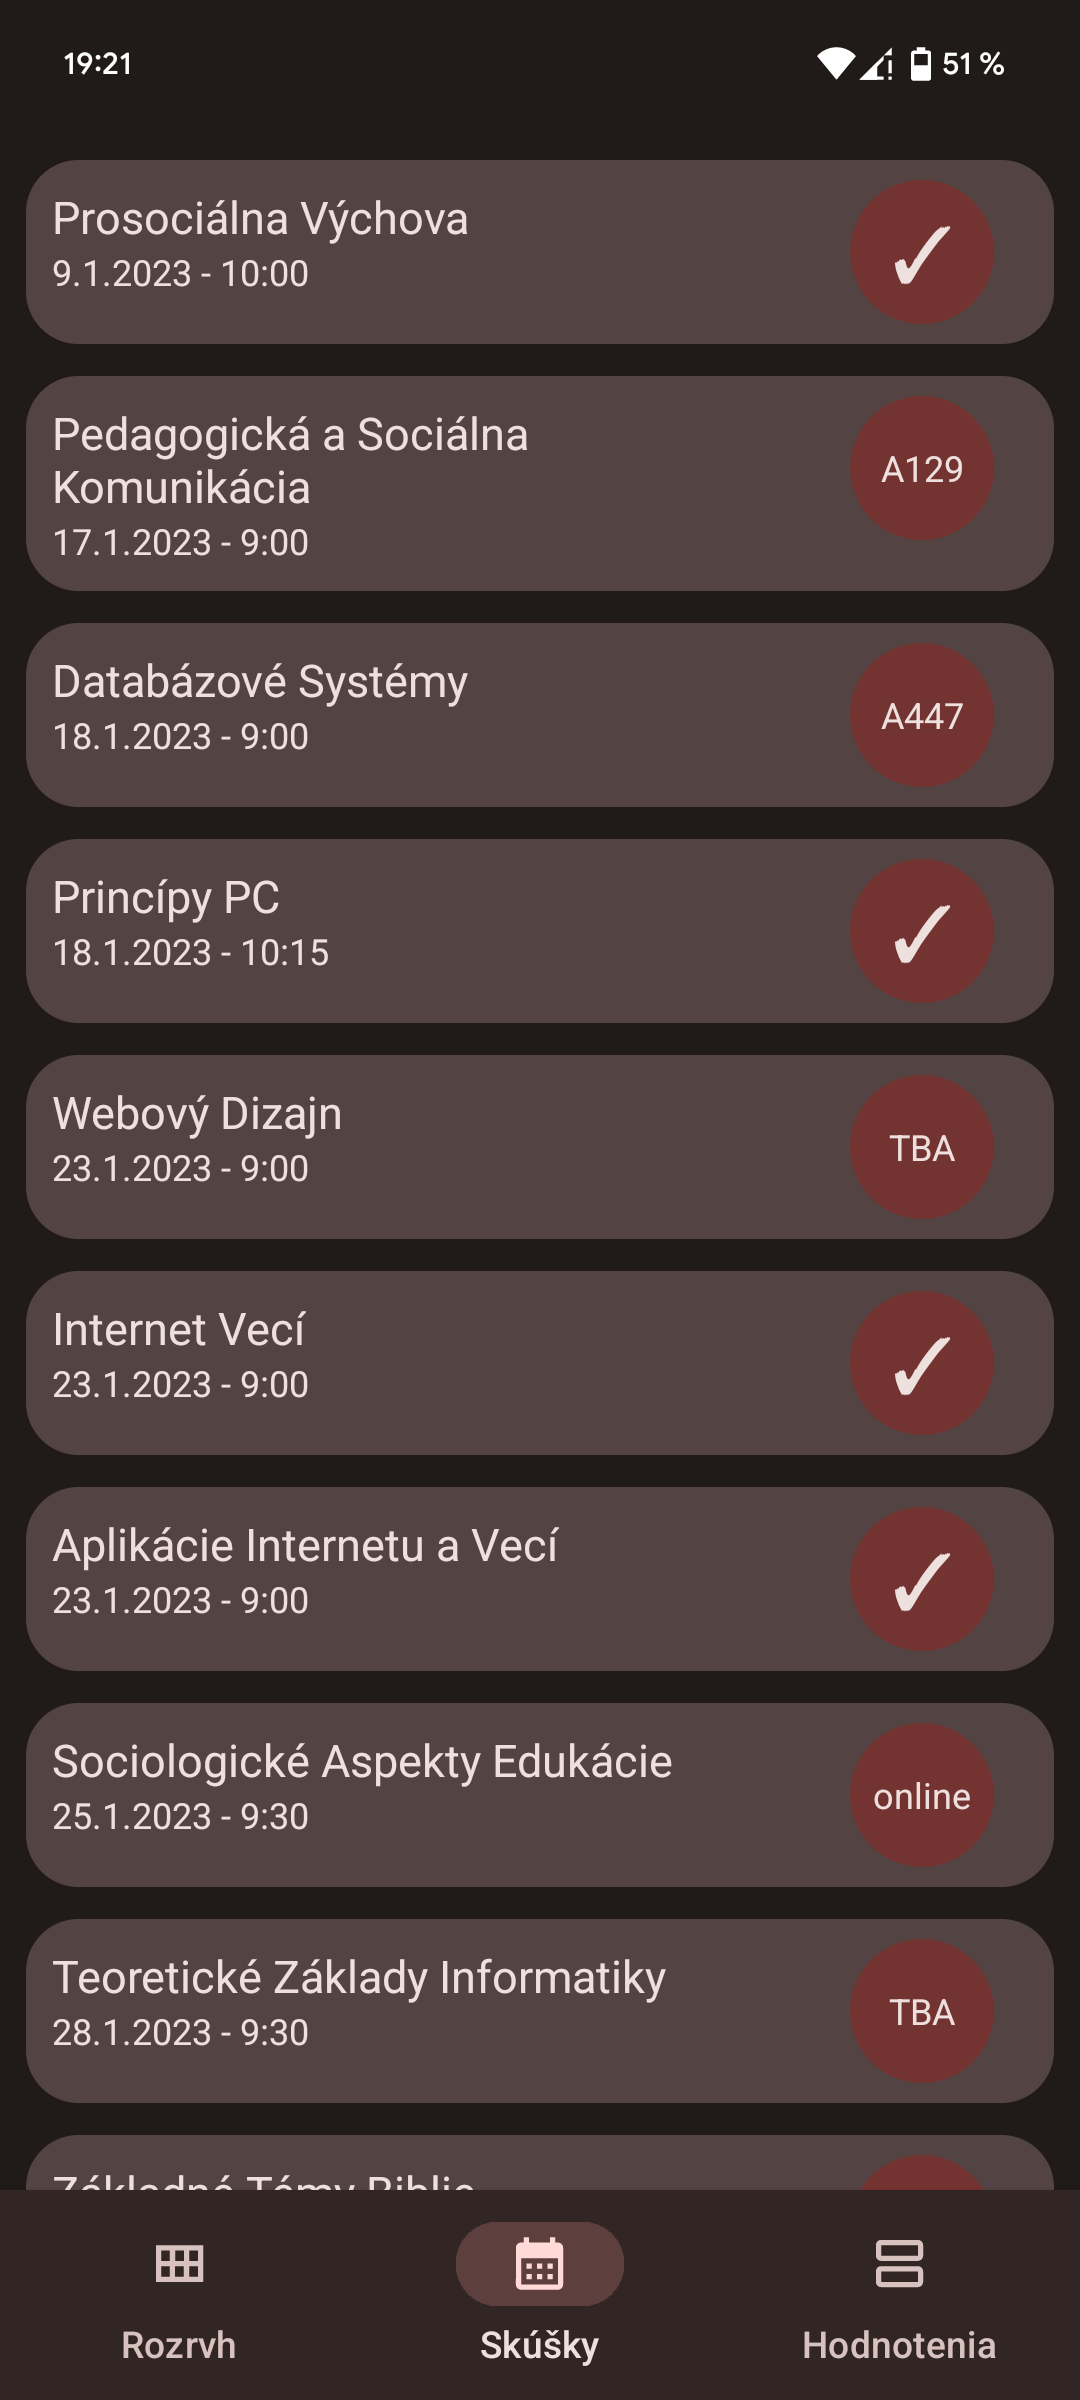 19:21
51 %
Prosociálna Výchova
9.1.2023 - 10:00
✓
Pedagogická a Sociálna
Komunikácia
17.1.2023 - 9:00
A129
Databázové Systémy
18.1.2023 - 9:00
A447
Princípy PC
18.1.2023 - 10:15
✓
Webový Dizajn
23.1.2023 - 9:00
TBA
Internet Vecí
23.1.2023 - 9:00
✓
Aplikácie Internetu a Vecí
23.1.2023 - 9:00
✓
Sociologické Aspekty Edukácie
25.1.2023 - 9:30
online
Teoretické Základy Informatiky
28.1.2023 - 9:30
TBA
Základné Témy Biblie
Rozrvh
Skúšky
Hodnotenia